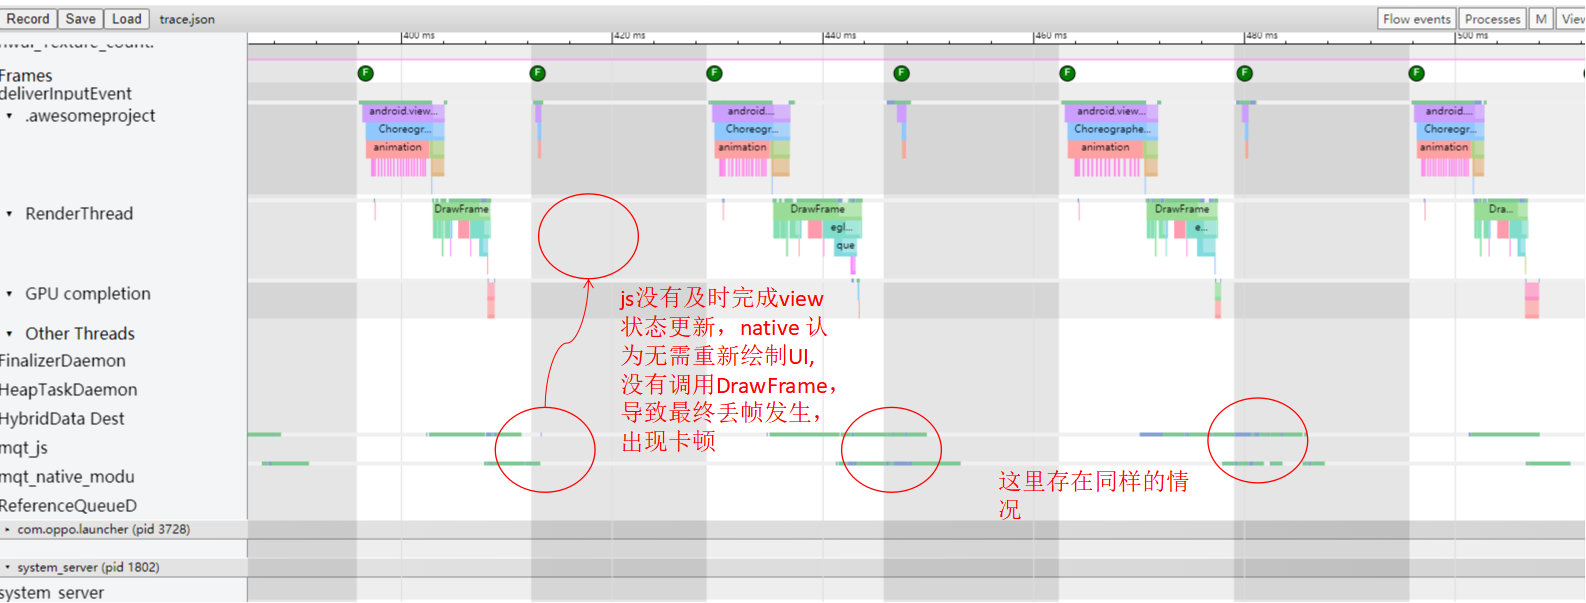 Record Save Load trace.json Flow events Processes M View
400 ms 420 ms 440 ms 460 ms 480 ms 500 ms
Frames F F F F F F F
deliverInputEvent
.awesomeproject
android.view... android.... android.view... android....
Choreogr... Choreogr... Choreographe... Choreogr...
animation animation animation animation
RenderThread
DrawFrame DrawFrame DrawFrame Dra...
egl... e...
que
GPU completion
js没有及时完成view
状态更新，native 认
为无需重新绘制UI,
没有调用DrawFrame，
导致最终丢帧发生，
出现卡顿
Other Threads
FinalizerDaemon
HeapTaskDaemon
HybridData Dest
mqt_js
mqt_native_modu
这里存在同样的情
况
ReferenceQueueD
com.oppo.launcher (pid 3728)
system_server (pid 1802)
system_server